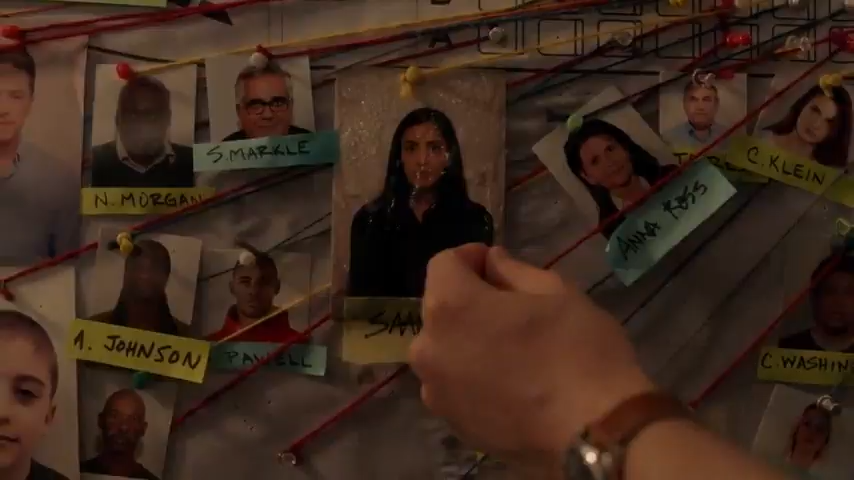 S. MARKLE
N. MORGAN
C. KLEIN
ANNA ROSS
A. JOHNSON
PAWELL
C. WASHIN